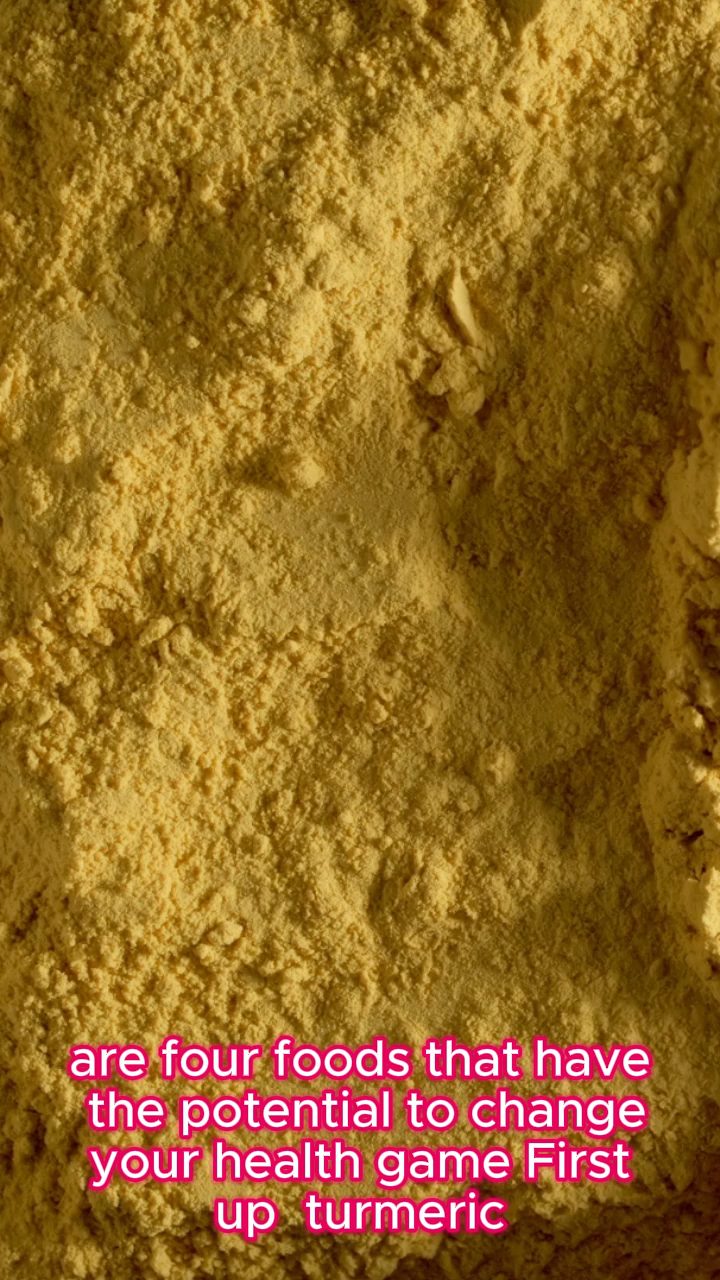 are four foods that have
the potential to change
your health game First
up turmeric